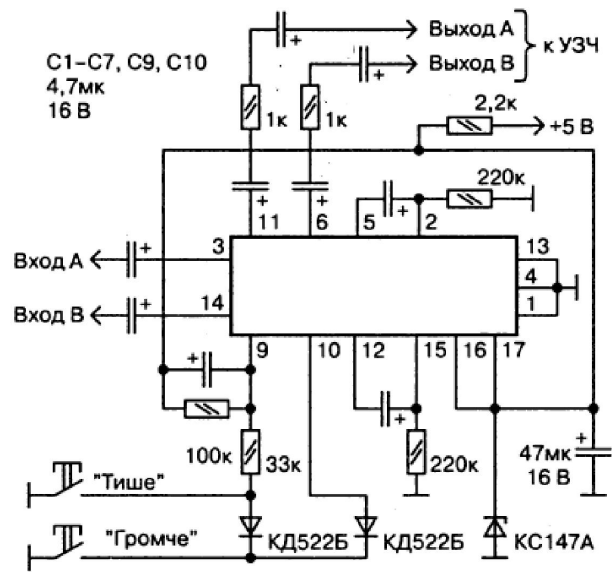 Выход А
к УЗЧ
Выход В
С1–С7, С9, С10
4,7мк
16 В
1к
1к
2,2к
+5 В
220к
11
6
5
2
Вход А
3
13
4
Вход В
14
1
9
10
12
15
16
17
100к
33к
220к
47мк
16 В
"Тише"
"Громче"
КД522Б
КД522Б
КС147А